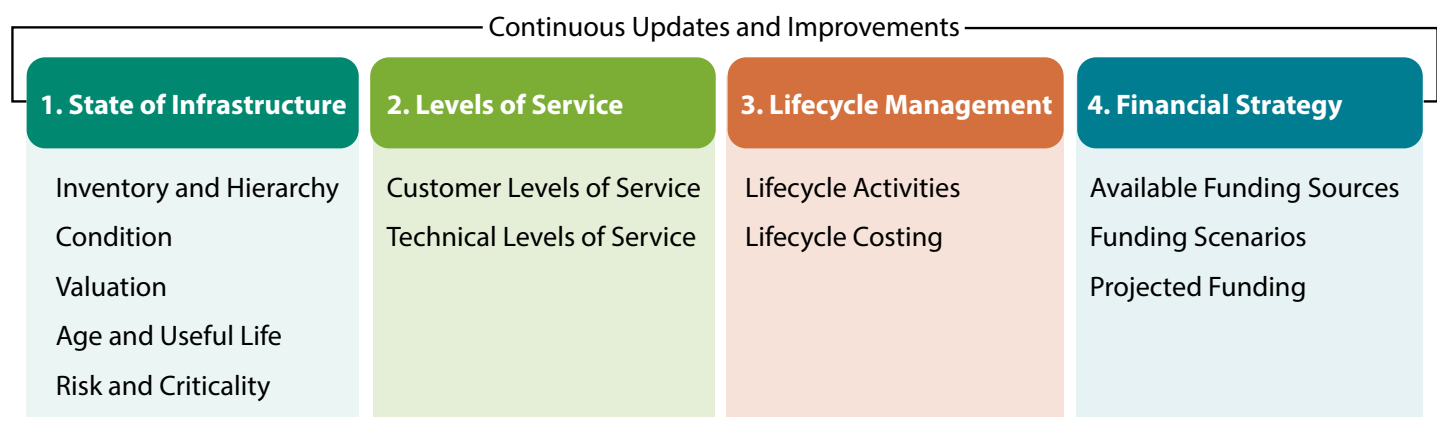 Continuous Updates and Improvements
1. State of Infrastructure
Inventory and Hierarchy
Condition
Valuation
Age and Useful Life
Risk and Criticality
2. Levels of Service
Customer Levels of Service
Technical Levels of Service
3. Lifecycle Management
Lifecycle Activities
Lifecycle Costing
4. Financial Strategy
Available Funding Sources
Funding Scenarios
Projected Funding